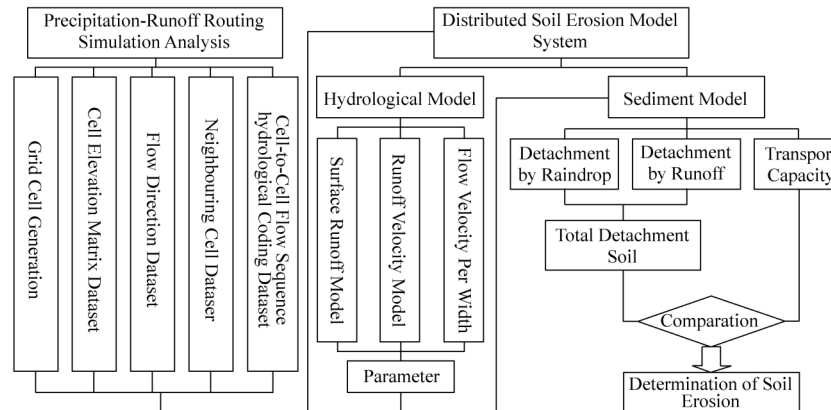 Precipitation-Runoff Routing
Simulation Analysis
Grid Cell Generation
Cell Elevation Matrix Dataset
Flow Direction Dataset
Neighbouring Cell Dataser
Cell-to-Cell Flow Sequence
hydrological Coding Dataset
Distributed Soil Erosion Model
System
Hydrological Model
Surface Runoff Model
Runoff Velocity Model
Flow Velocity Per Width
Parameter
Sediment Model
Detachment
by Raindrop
Detachment
by Runoff
Transport
Capacity
Total Detachment
Soil
Comparation
Determination of Soil
Erosion